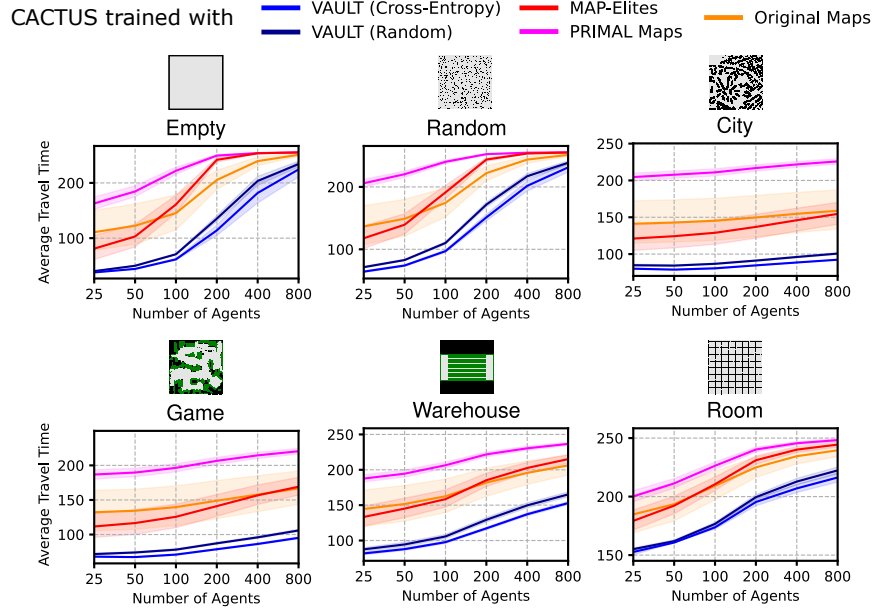 CACTUS trained with
VAULT (Cross-Entropy)
VAULT (Random)
MAP-Elites
PRIMAL Maps
Original Maps
Empty
Random
City
Average Travel Time
200
100
25 50 100 200 400 800
Number of Agents
200
100
25 50 100 200 400 800
Number of Agents
250
200
150
100
50
25 50 100 200 400 800
Number of Agents
Game
Warehouse
Room
Average Travel Time
200
150
100
25 50 100 200 400 800
Number of Agents
250
200
150
100
25 50 100 200 400 800
Number of Agents
250
200
150
25 50 100 200 400 800
Number of Agents